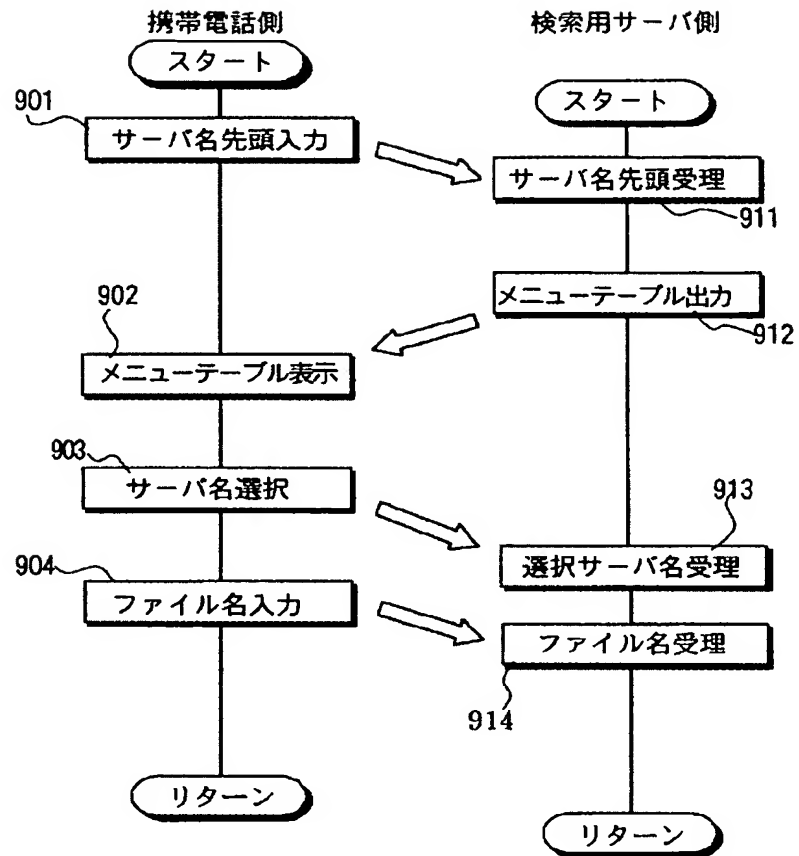 携帯電話側
検索用サーバ側
スタート
スタート
901
サーバ名先頭入力
サーバ名先頭受理
911
902
メニューテーブル出力
912
メニューテーブル表示
903
サーバ名選択
913
選択サーバ名受理
904
ファイル名入力
ファイル名受理
914
リターン
リターン